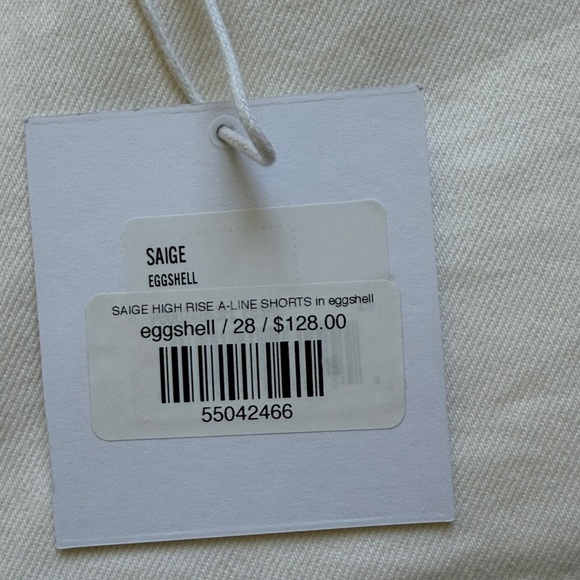 SAIGE
EGGSHELL
SAIGE HIGH RISE A-LINE SHORTS in eggshell
eggshell / 28 / $128.00
55042466